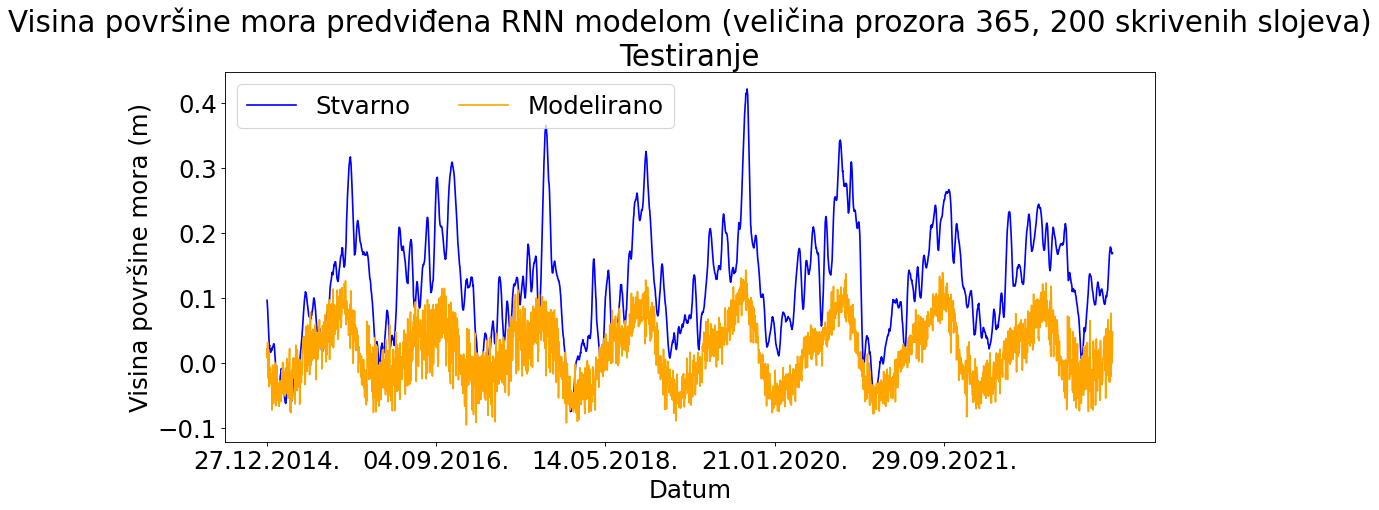 Visina površine mora predviđena RNN modelom (veličina prozora 365, 200 skrivenih slojeva)
Testiranje
Stvarno
Modelirano
Visina površine mora (m)
0.4
0.3
0.2
0.1
0.0
−0.1
27.12.2014.
04.09.2016.
14.05.2018.
21.01.2020.
29.09.2021.
Datum